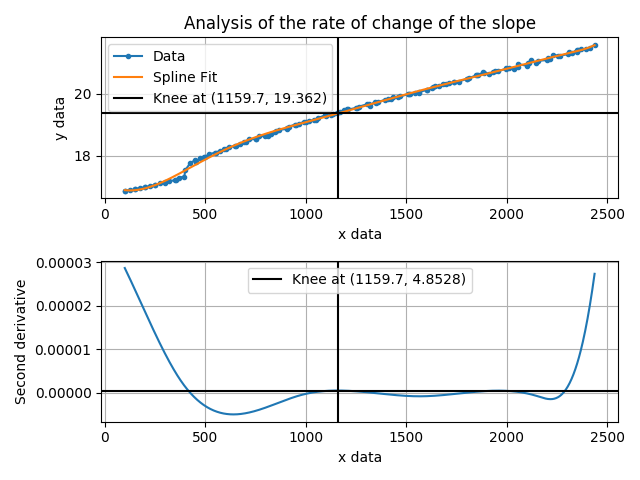 Analysis of the rate of change of the slope
Data
Spline Fit
Knee at (1159.7, 19.362)
20
18
y data
0 500 1000 1500 2000 2500
x data
0.00003
0.00002
0.00001
0.00000
Second derivative
Knee at (1159.7, 4.8528)
0 500 1000 1500 2000 2500
x data